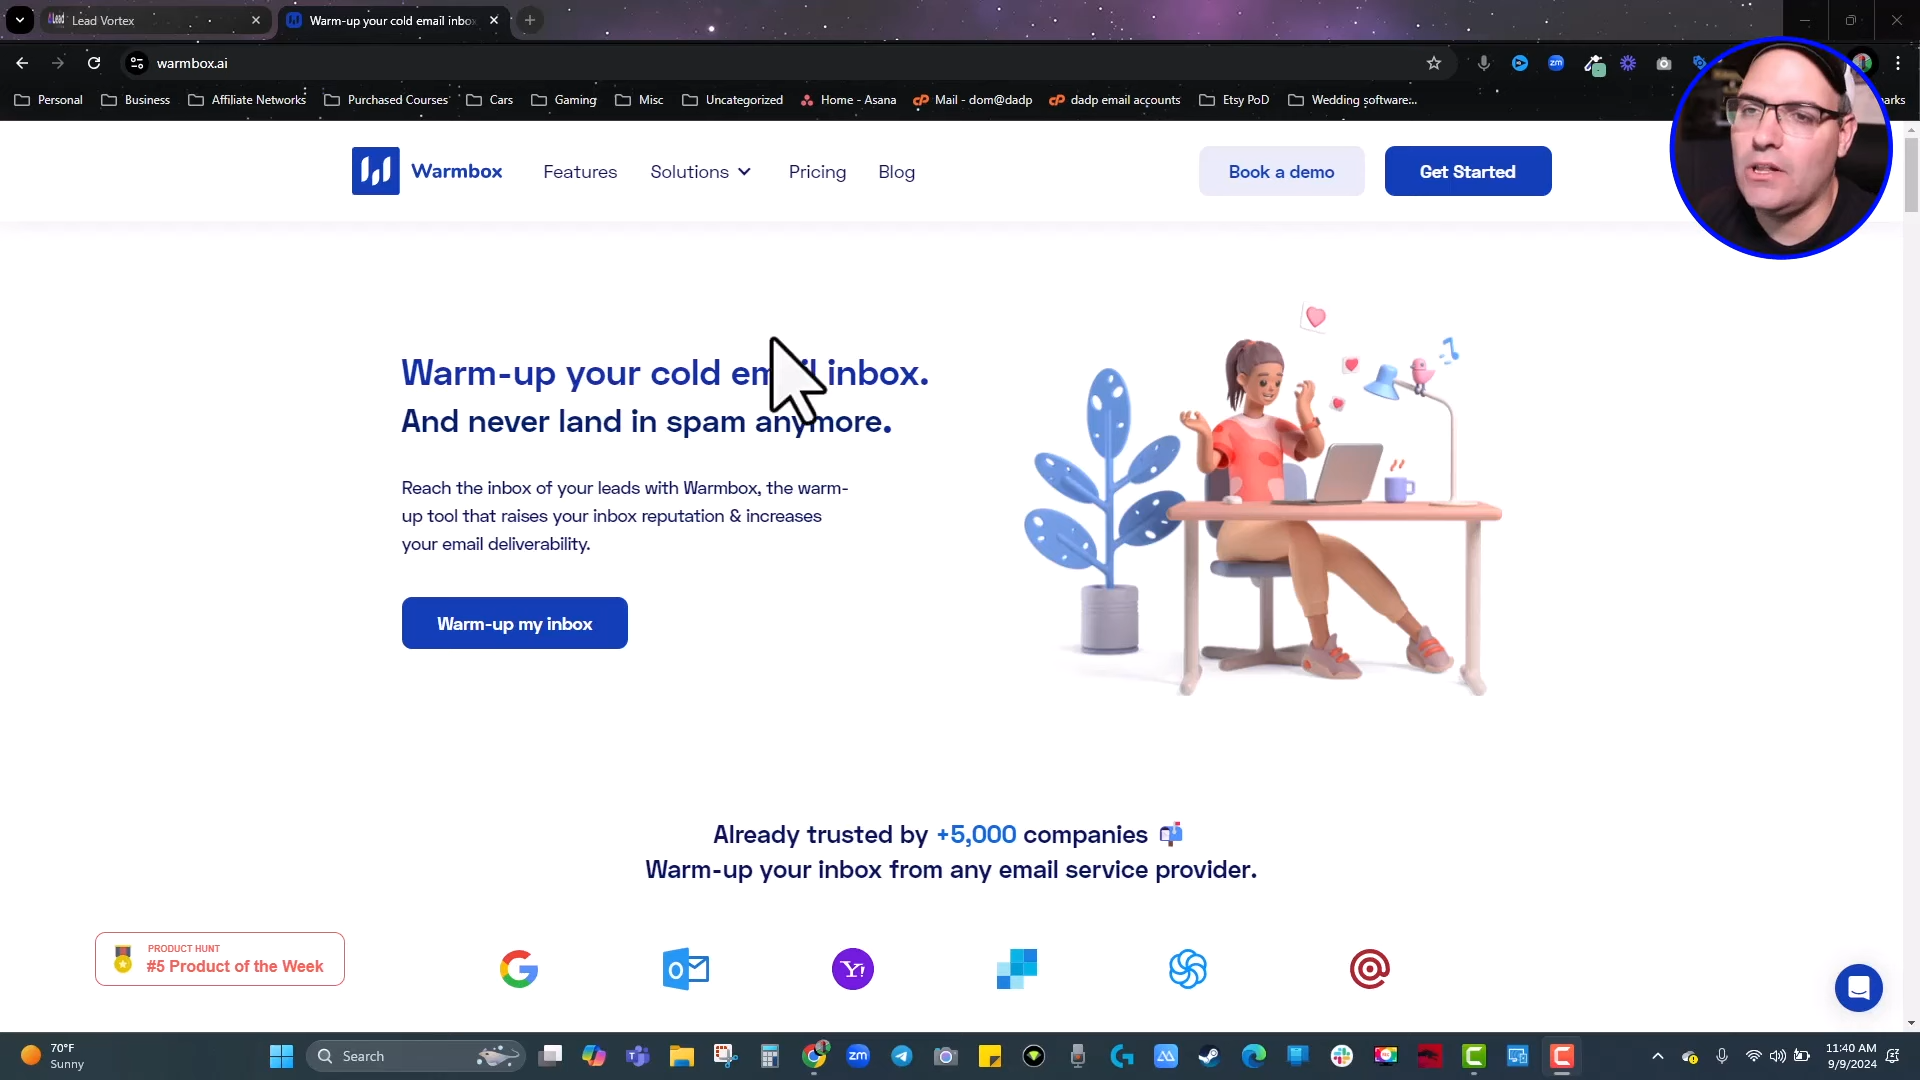 Lead Vortex
Warm-up your cold email inbox
warmbox.ai
Personal
Business
Affiliate Networks
Purchased Courses
Cars
Gaming
Misc
Uncategorized
Home - Asana
Mail - dom@dadp
dadp email accounts
Etsy PoD
Wedding software:...
Warmbox
Features
Solutions
Pricing
Blog
Book a demo
Get Started
Warm-up your cold email inbox.
And never land in spam anymore.
Reach the inbox of your leads with Warmbox, the warm-
up tool that raises your inbox reputation & increases
your email deliverability.
Warm-up my inbox
Already trusted by +5,000 companies
Warm-up your inbox from any email service provider.
PRODUCT HUNT
#5 Product of the Week
70°F
Sunny
Search
11:40 AM
9/9/2024